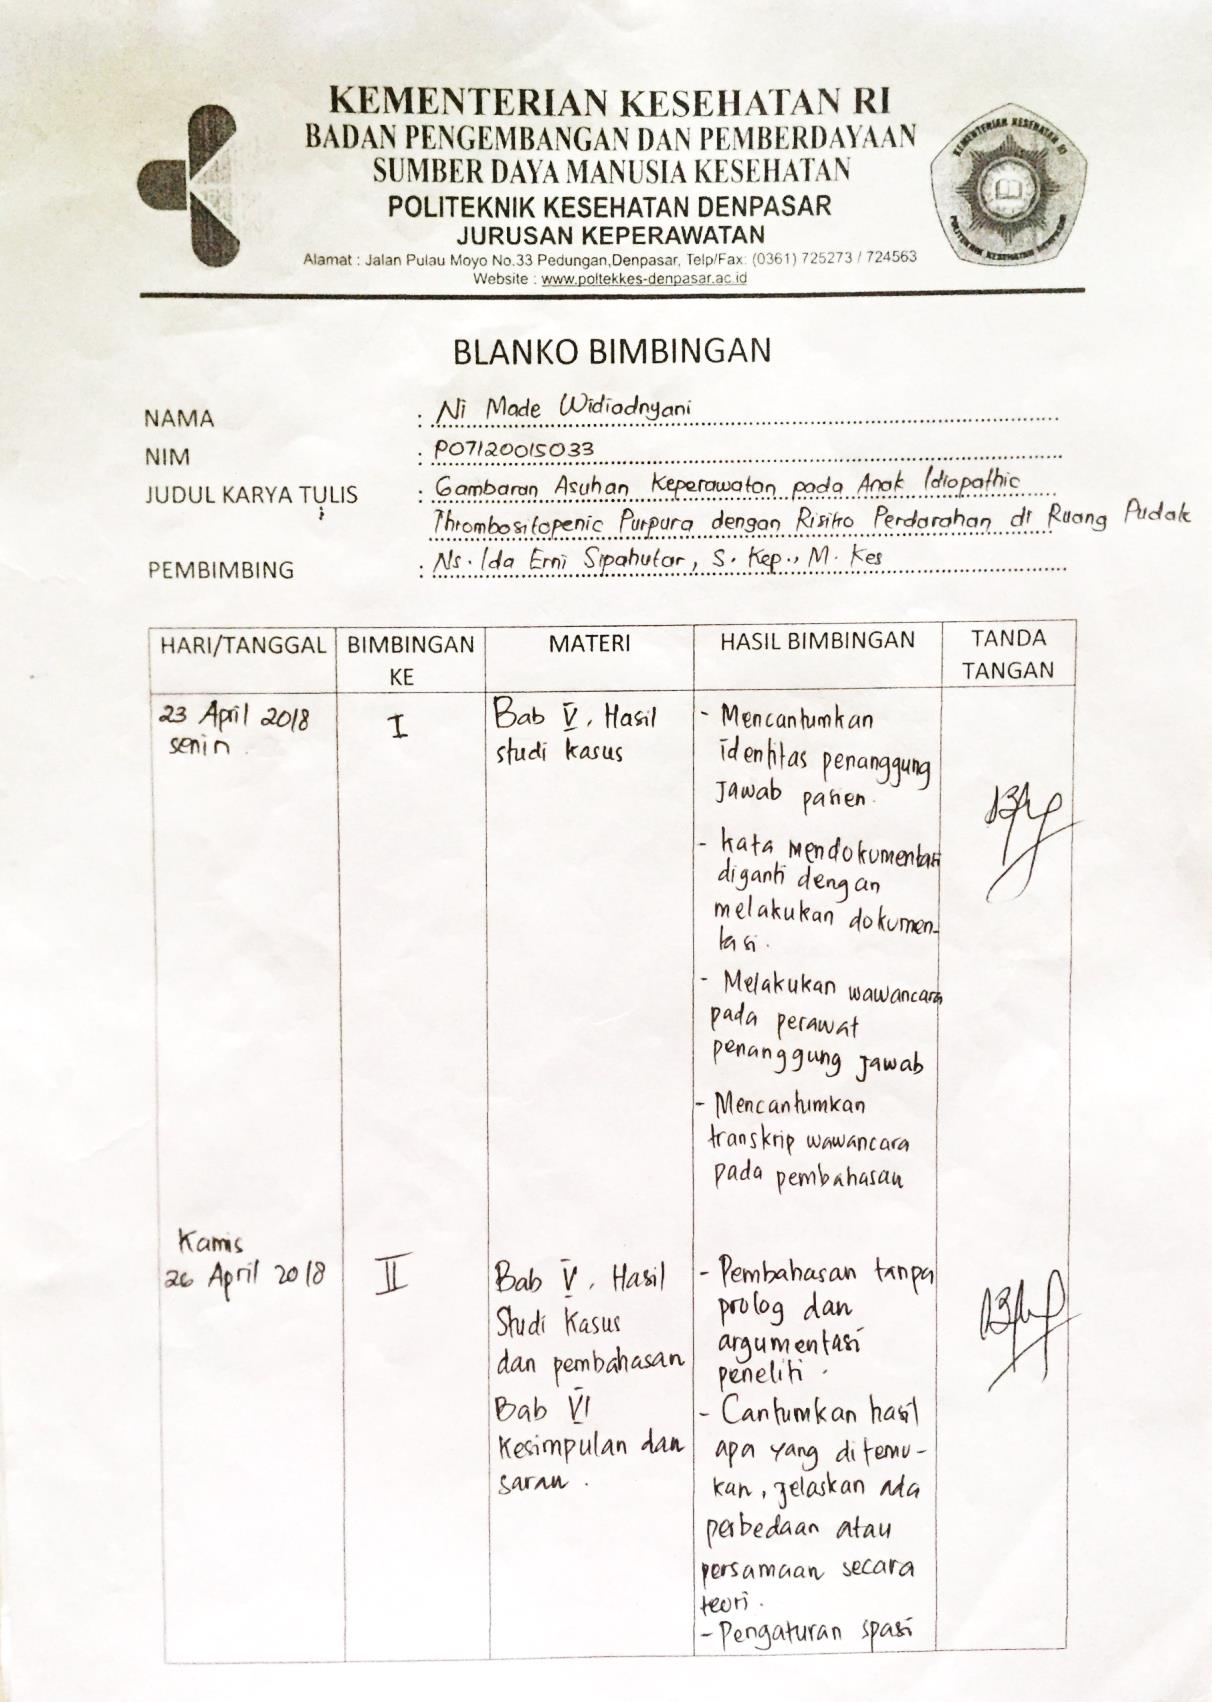 KEMENTERIAN KESEHATAN RI
BADAN PENGEMBANGAN DAN PEMBERDAYAAN
SUMBER DAYA MANUSIA KESEHATAN
POLITEKNIK KESEHATAN DENPASAR
JURUSAN KEPERAWATAN
Alamat : Jalan Pulau Moyo No.33 Pedungan,Denpasar, Telp/Fax: (0361) 725273 / 724563
Website : www.poltekkes-denpasar.ac.id
KEMENTERIAN KESEHATAN RI
POLITEKNIK KESEHATAN DENPASAR
BLANKO BIMBINGAN
NAMA : Ni Made Widiadnyani
NIM : P07120015033
JUDUL KARYA TULIS : Gambaran Asuhan Keperawatan pada Anak Idiopathic
Thrombositopenic Purpura dengan Risiko Perdarahan di Ruang Pudak
PEMBIMBING : Ns. Ida Erni Sipahutar, S. Kep., M. Kes
HARI/TANGGAL BIMBINGAN KE MATERI HASIL BIMBINGAN TANDA TANGAN
23 April 2018
senin
I
Bab V. Hasil
studi kasus
- Mencantumkan
identitas penanggung
jawab pasien.
- kata mendokumentasi
diganti dengan
melakukan dokumen-
tasi.
- Melakukan wawancara
pada perawat
penanggung jawab
- Mencantumkan
transkrip wawancara
pada pembahasan
Kamis
26 April 2018
II
Bab V. Hasil
Studi Kasus
dan pembahasan
Bab VI
Kesimpulan dan
saran.
- Pembahasan tanpa
prolog dan
argumentasi
peneliti.
- Cantumkan hasil
apa yang ditemu-
kan, jelaskan ada
perbedaan atau
persamaan secara
teori.
- Pengaturan spasi